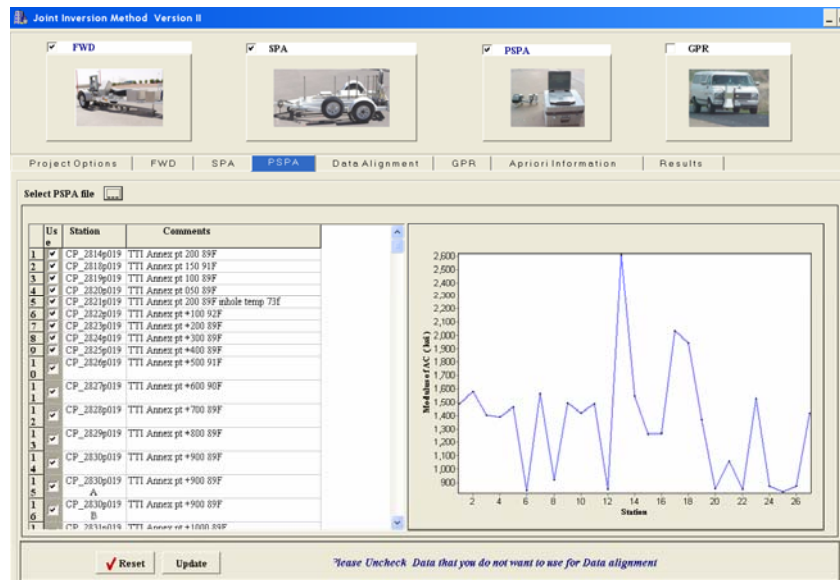 Joint Inversion Method Version II
FWD SPA PSPA GPR
Project Options FWD SPA PSPA Data Alignment GPR Apriori Information Results
Select PSPA file ...
Use Station Comments
1 CP_2814p019 TTI Annex pt 200 89F
2 CP_2818p019 TTI Annex pt 150 91F
3 CP_2819p019 TTI Annex pt 100 89F
4 CP_2820p019 TTI Annex pt 050 89F
5 CP_2821p019 TTI Annex pt 200 89F inhole temp 73f
6 CP_2822p019 TTI Annex pt +100 92F
7 CP_2823p019 TTI Annex pt +200 89F
8 CP_2824p019 TTI Annex pt +300 89F
9 CP_2825p019 TTI Annex pt +400 89F
10 CP_2826p019 TTI Annex pt +500 91F
11 CP_2827p019 TTI Annex pt +600 90F
12 CP_2828p019 TTI Annex pt +700 89F
13 CP_2829p019 TTI Annex pt +800 89F
14 CP_2830p019 TTI Annex pt +900 89F
15 CP_2830p019A TTI Annex pt +900 89F
16 CP_2830p019B TTI Annex pt +900 89F
1 CP_2831p019 TTI Annex pt +1000 89F
Modulus of AC (ksi)
2,600
2,500
2,400
2,300
2,200
2,100
2,000
1,900
1,800
1,700
1,600
1,500
1,400
1,300
1,200
1,100
1,000
900
2 4 6 8 10 12 14 16 18 20 22 24 26
Station
Reset Update Please Uncheck Data that you do not want to use for Data alignment